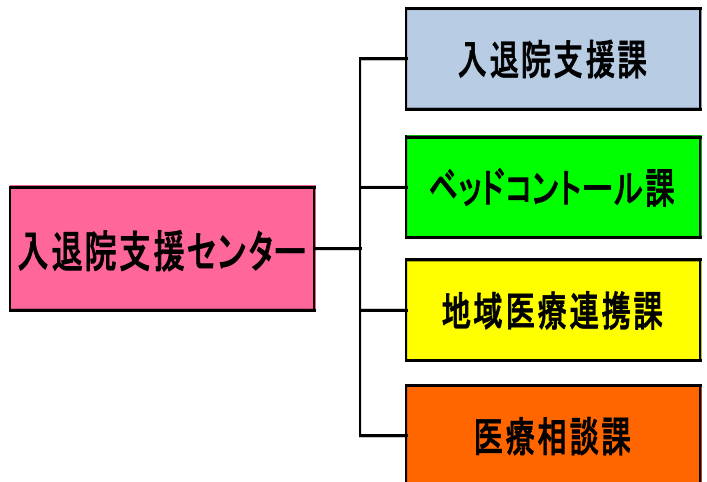 入退院支援センター
入退院支援課
ベッドコントール課
地域医療連携課
医療相談課